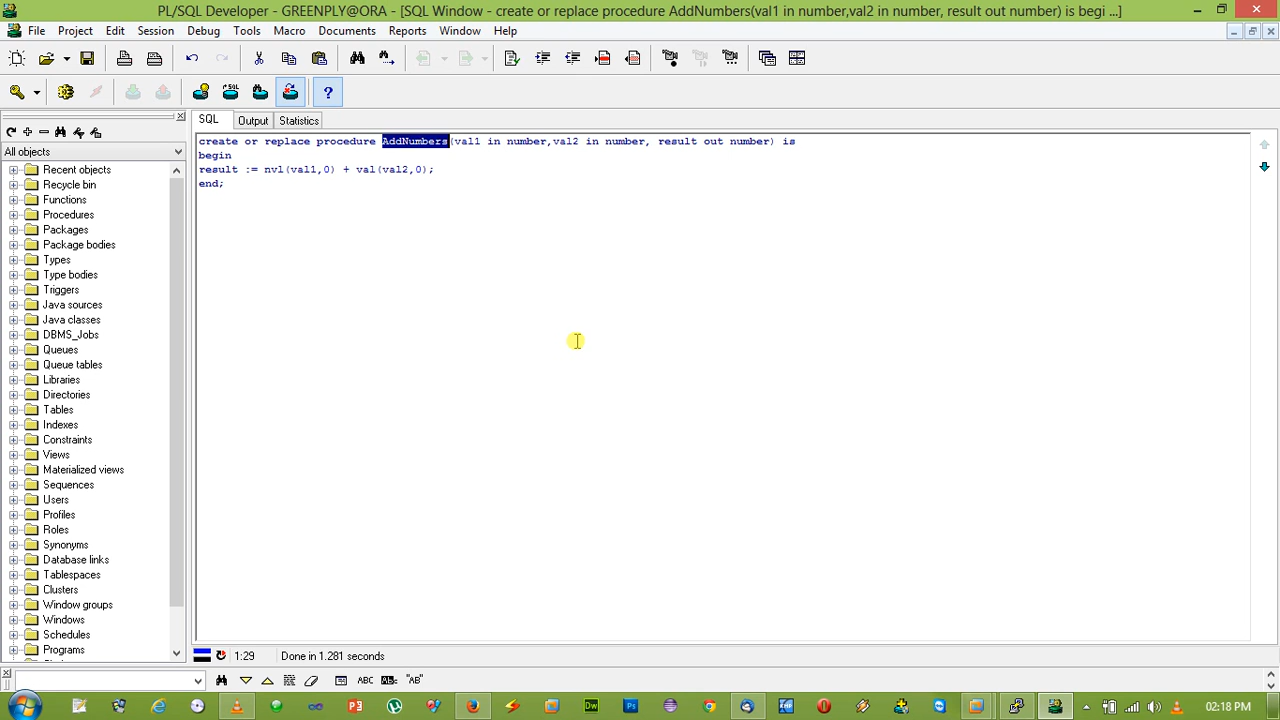 PL/SQL Developer - GREENPLY@ORA - [SQL Window - create or replace procedure AddNumbers(val1 in number,val2 in number, result out number) is begi ...]
File Project Edit Session Debug Tools Macro Documents Reports Window Help
SQL Output Statistics
All objects
Recent objects
Recycle bin
Functions
Procedures
Packages
Package bodies
Types
Type bodies
Triggers
Java sources
Java classes
DBMS_Jobs
Queues
Queue tables
Libraries
Directories
Tables
Indexes
Constraints
Views
Materialized views
Sequences
Users
Profiles
Roles
Synonyms
Database links
Tablespaces
Clusters
Window groups
Windows
Schedules
Programs
create or replace procedure AddNumbers(val1 in number,val2 in number, result out number) is
begin
result := nvl(val1,0) + val(val2,0);
end;
1:29 Done in 1.281 seconds
ABC "AB"
02:18 PM